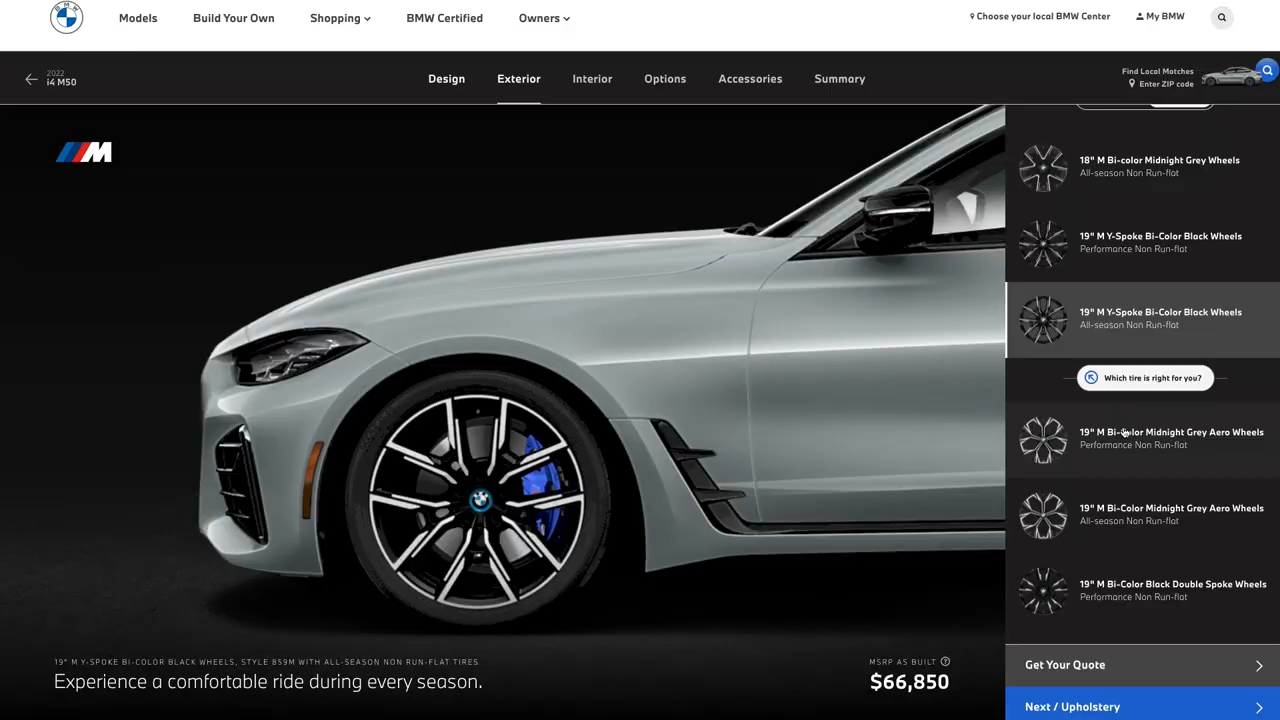 BMW
Models
Build Your Own
Shopping
BMW Certified
Owners
Choose your local BMW Center
My BMW
2022
i4 M50
Design
Exterior
Interior
Options
Accessories
Summary
Find Local Matches
Enter ZIP code
M
18" M Bi-color Midnight Grey Wheels
All-season Non Run-flat
19" M Y-Spoke Bi-Color Black Wheels
Performance Non Run-flat
19" M Y-Spoke Bi-Color Black Wheels
All-season Non Run-flat
Which tire is right for you?
19" M Bi-Color Midnight Grey Aero Wheels
Performance Non Run-flat
19" M Bi-Color Midnight Grey Aero Wheels
All-season Non Run-flat
19" M Bi-Color Black Double Spoke Wheels
Performance Non Run-flat
19" M Y-SPOKE BI-COLOR BLACK WHEELS, STYLE 859M WITH ALL-SEASON NON RUN-FLAT TIRES
Experience a comfortable ride during every season.
MSRP AS BUILT ?
$66,850
Get Your Quote
Next / Upholstery